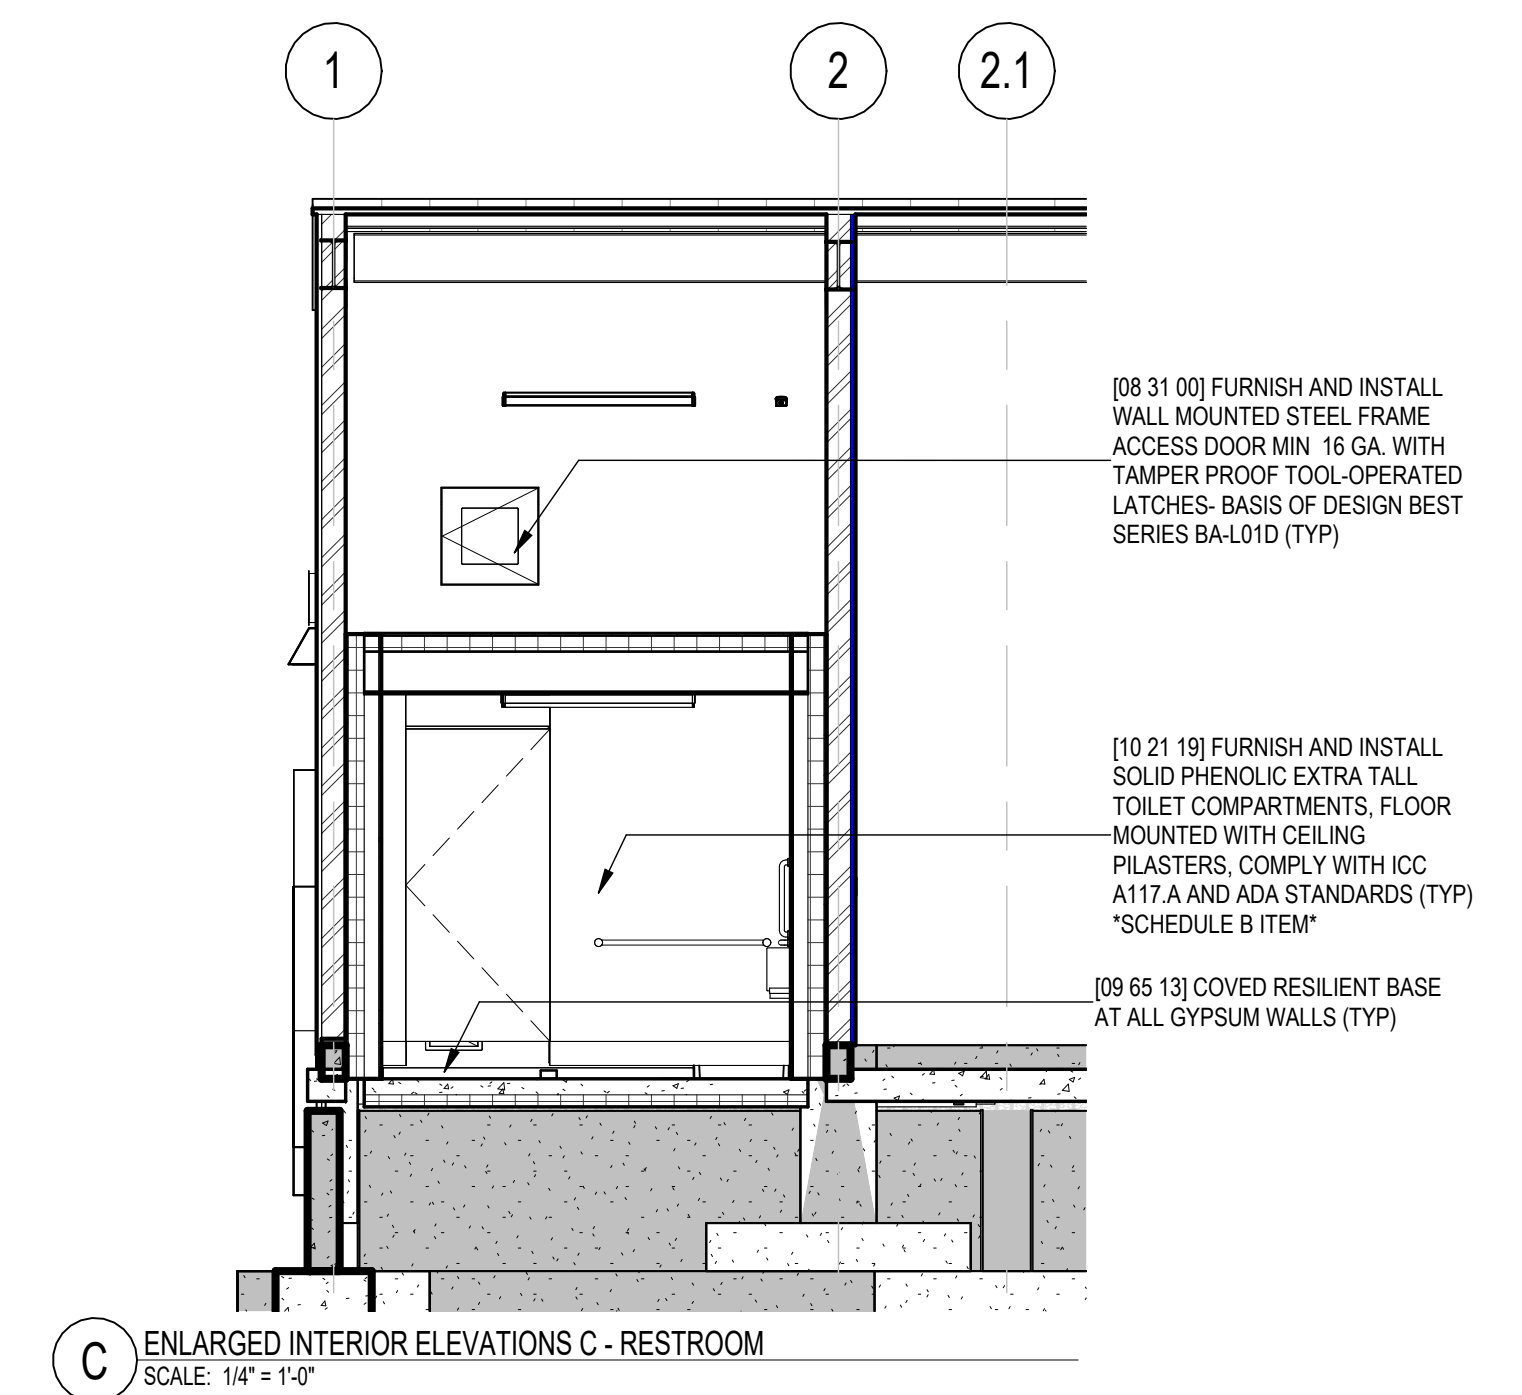 1
2
2.1
[08 31 00] FURNISH AND INSTALL
WALL MOUNTED STEEL FRAME
ACCESS DOOR MIN  16 GA. WITH
TAMPER PROOF TOOL-OPERATED
LATCHES- BASIS OF DESIGN BEST
SERIES BA-L01D (TYP)
[10 21 19] FURNISH AND INSTALL
SOLID PHENOLIC EXTRA TALL
TOILET COMPARTMENTS, FLOOR
MOUNTED WITH CEILING
PILASTERS, COMPLY WITH ICC
A117.A AND ADA STANDARDS (TYP)
*SCHEDULE B ITEM*
[09 65 13] COVED RESILIENT BASE
AT ALL GYPSUM WALLS (TYP)
C
ENLARGED INTERIOR ELEVATIONS C - RESTROOM
SCALE:  1/4" = 1'-0"